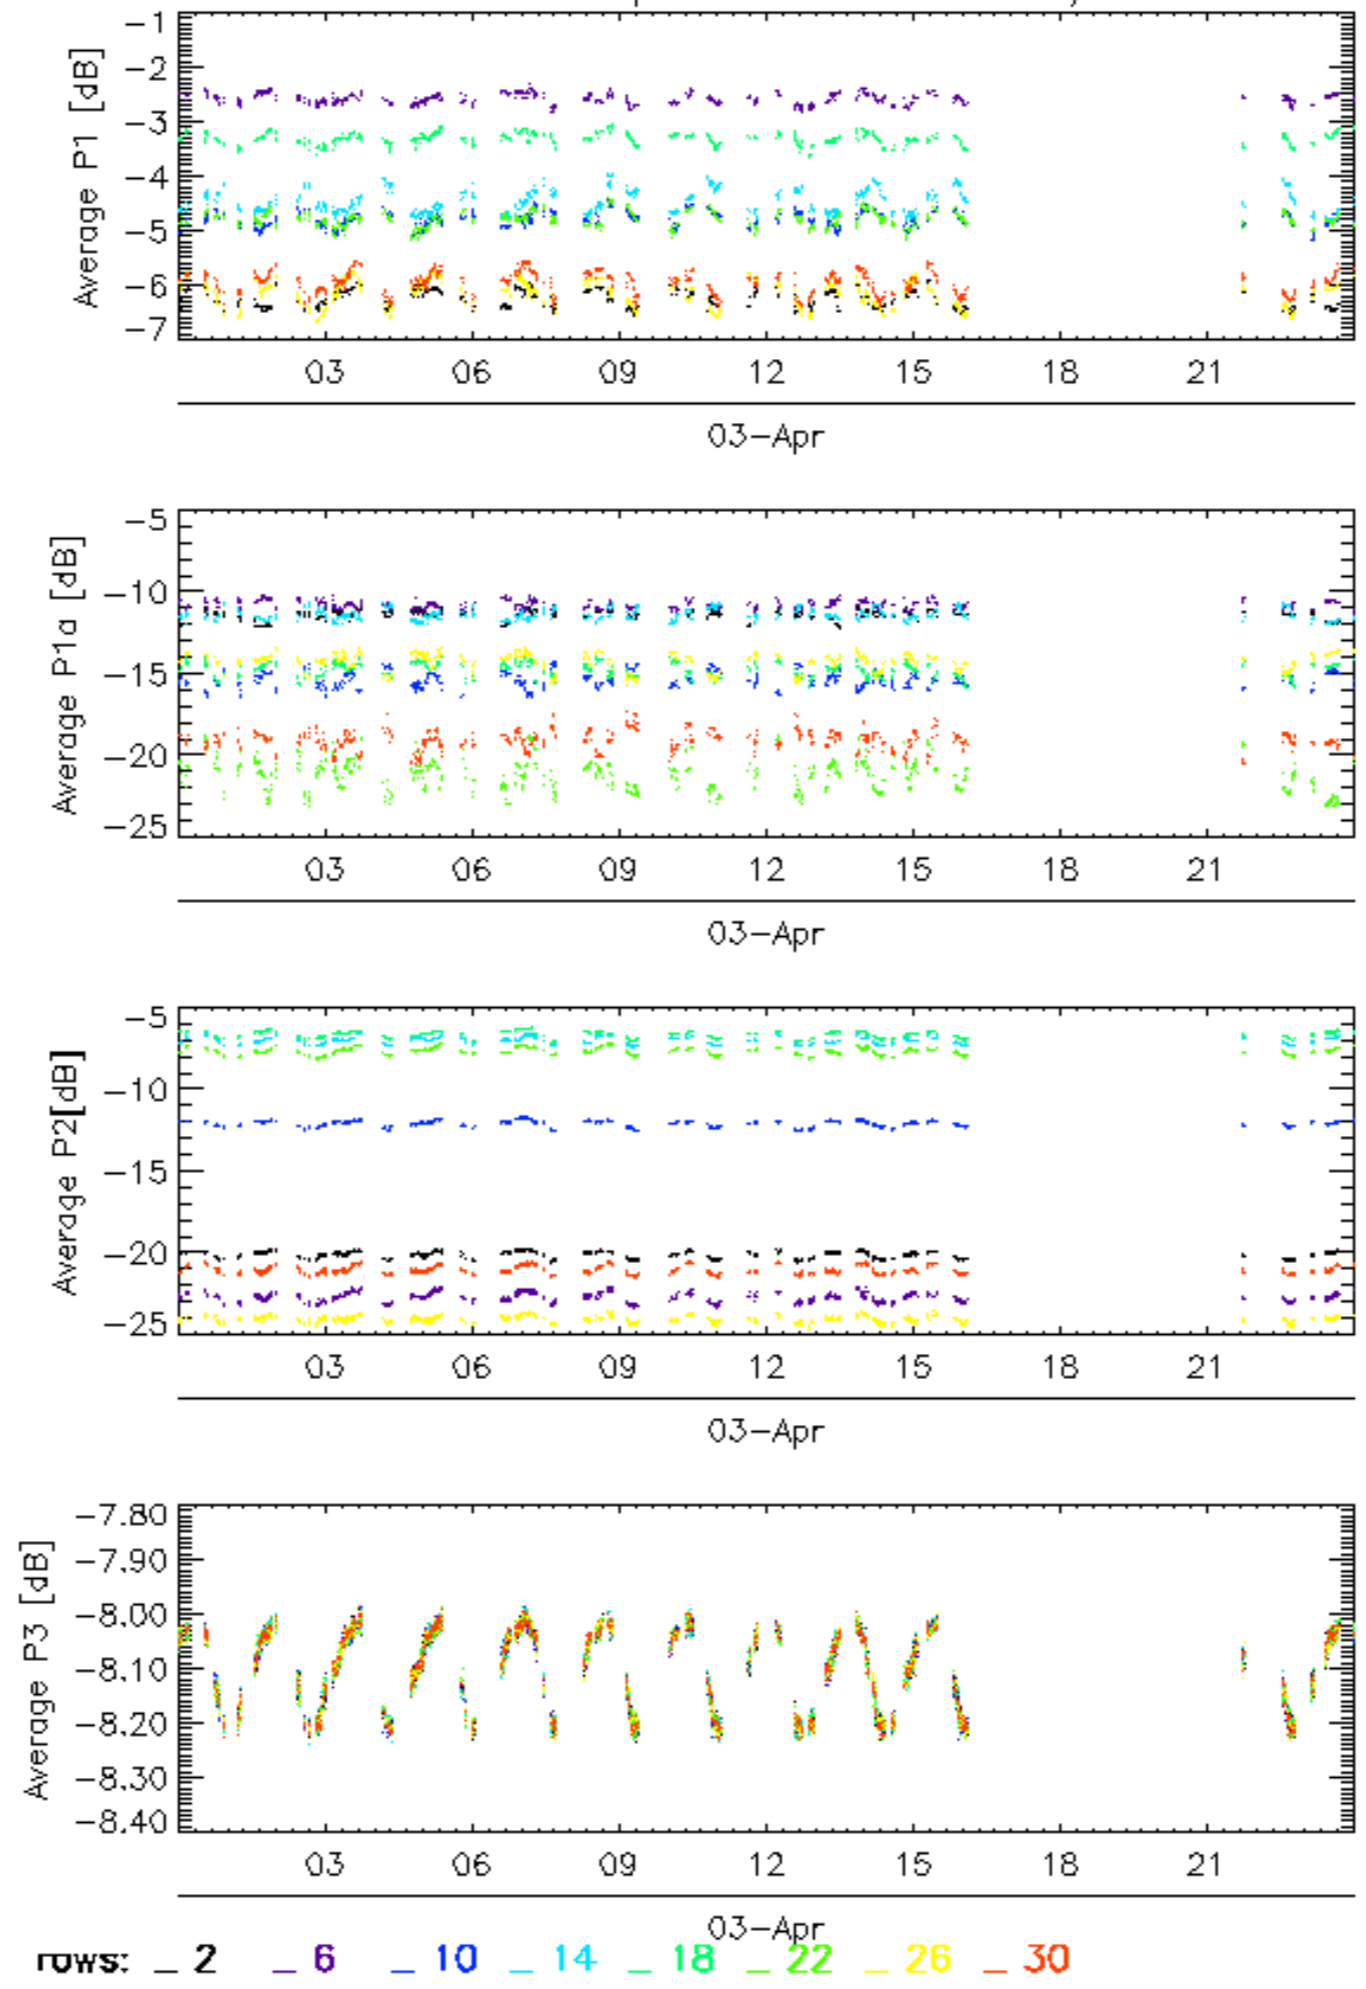 Average P1 [dB]
-1
-2
-3
-4
-5
-6
-7
03 06 09 12 15 18 21
03-Apr
Average P1a [dB]
-5
-10
-15
-20
-25
03 06 09 12 15 18 21
03-Apr
Average P2[dB]
-5
-10
-15
-20
-25
03 06 09 12 15 18 21
03-Apr
Average P3 [dB]
-7.80
-7.90
-8.00
-8.10
-8.20
-8.30
-8.40
03 06 09 12 15 18 21
03-Apr
rows: _ 2 _ 6 _ 10 _ 14 _ 18 _ 22 _ 26 _ 30